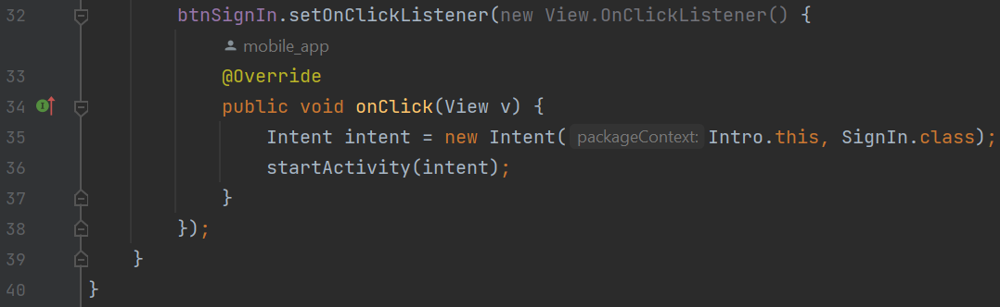 32 btnSignIn.setOnClickListener(new View.OnClickListener() {
mobile_app
33 @Override
34 public void onClick(View v) {
35 Intent intent = new Intent( packageContext: Intro.this, SignIn.class);
36 startActivity(intent);
37 }
38 });
39 }
40 }